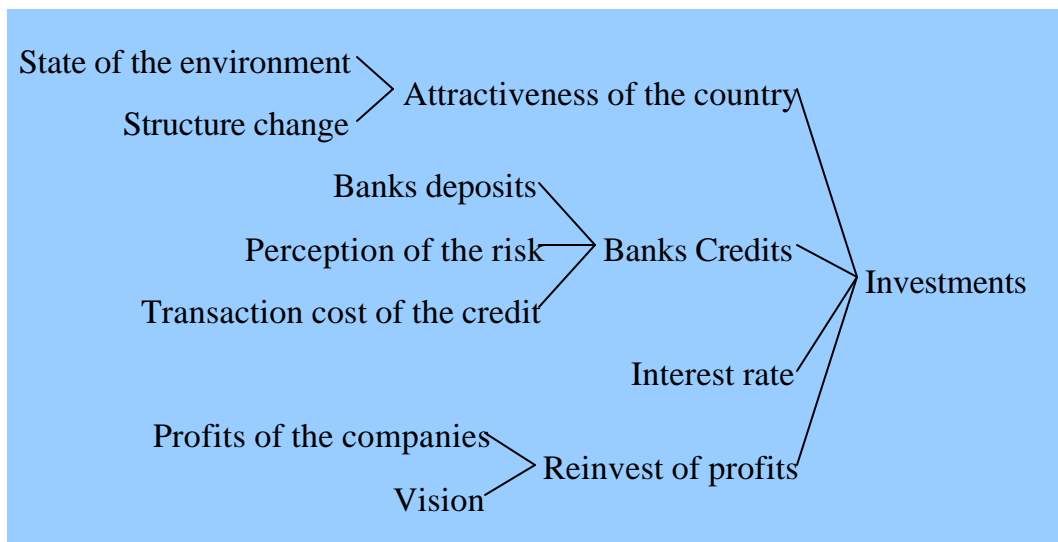 State of the environment
Attractiveness of the country
Structure change
Banks deposits
Perception of the risk
Banks Credits
Investments
Transaction cost of the credit
Interest rate
Profits of the companies
Reinvest of profits
Vision